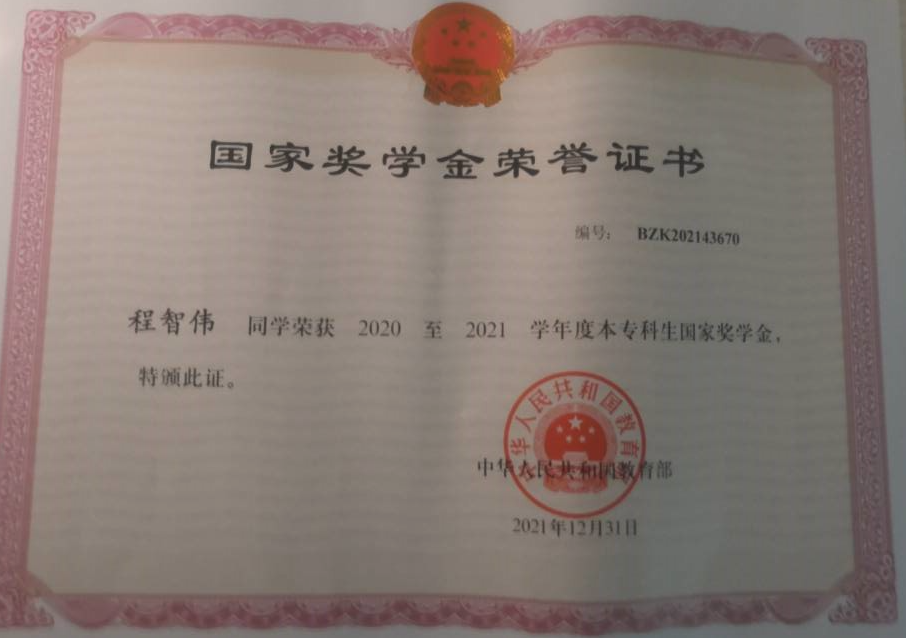 国家奖学金荣誉证书
编号： BZK202143670
程智伟 同学荣获 2020 至 2021 学年度本专科生国家奖学金，
特颁此证。
中华人民共和国教育部
中华人民共和国教育部
2021年12月31日